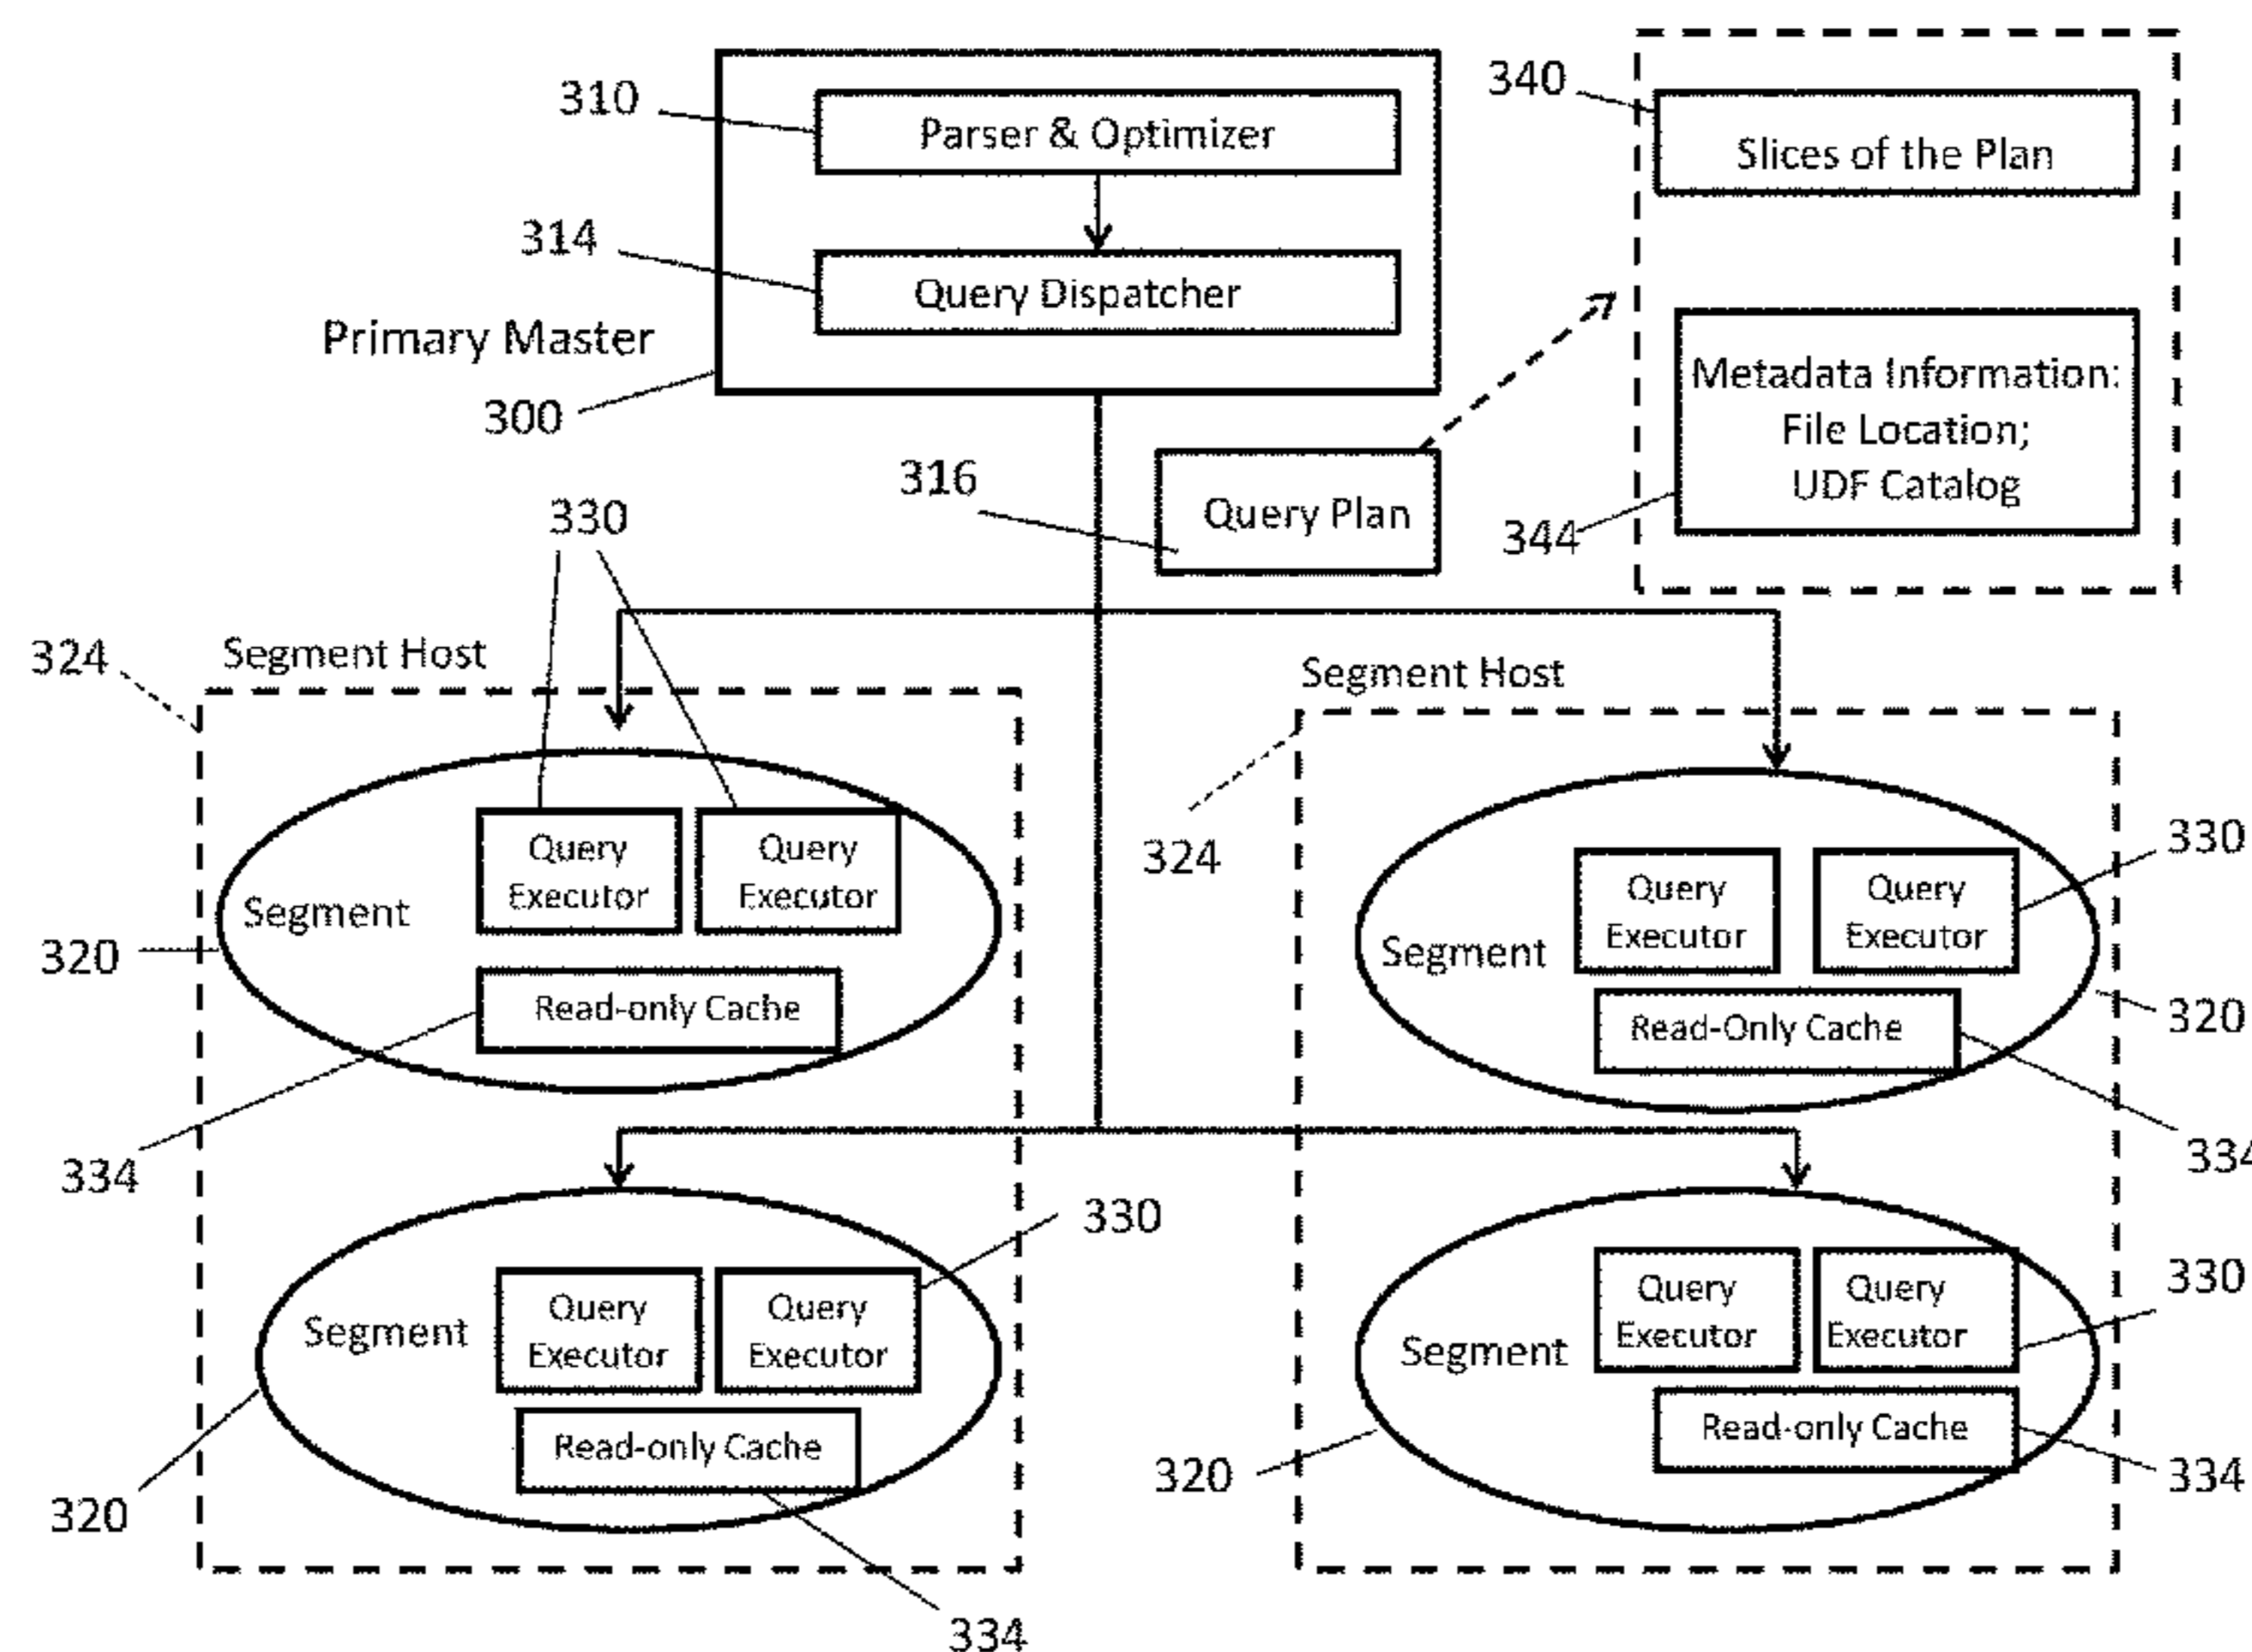 310
Parser & Optimizer
314
Query Dispatcher
Primary Master
300
340
Slices of the Plan
Metadata Information:
File Location;
UDF Catalog
344
316
Query Plan
330
324
Segment Host
Segment Host
324
Segment
Query
Executor
Query
Executor
320
Read-only Cache
334
Segment
Query
Executor
Query
Executor
330
Read-Only Cache
320
334
Segment
Query
Executor
Query
Executor
330
Read-only Cache
320
334
Segment
Query
Executor
Query
Executor
330
Read-only Cache
320
334